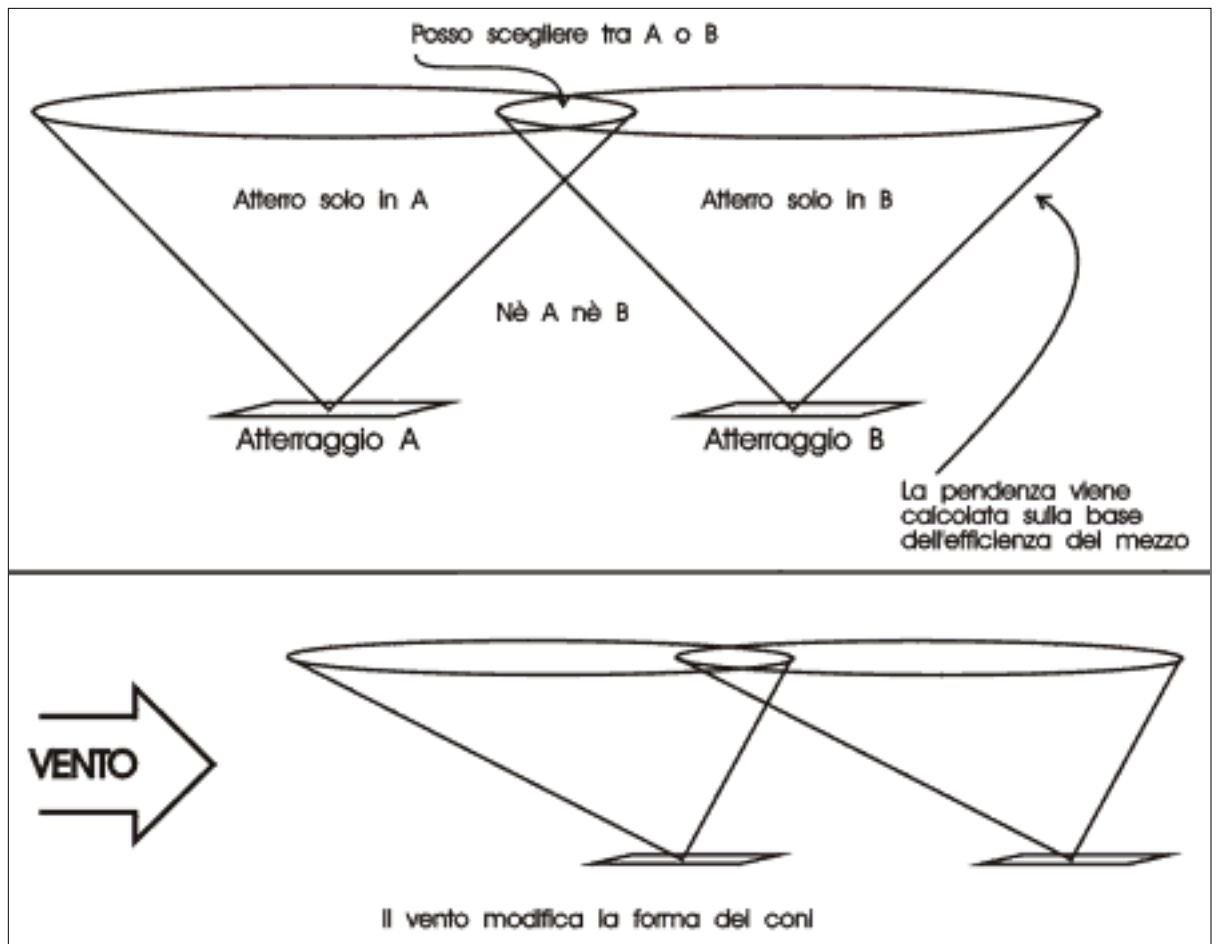 Posso scegliere tra A o B
Atterro solo in A
Atterro solo in B
Nè A nè B
Atterraggio A
Atterraggio B
La pendenza viene
calcolata sulla base
dell'efficienza del mezzo
VENTO
Il vento modifica la forma dei coni